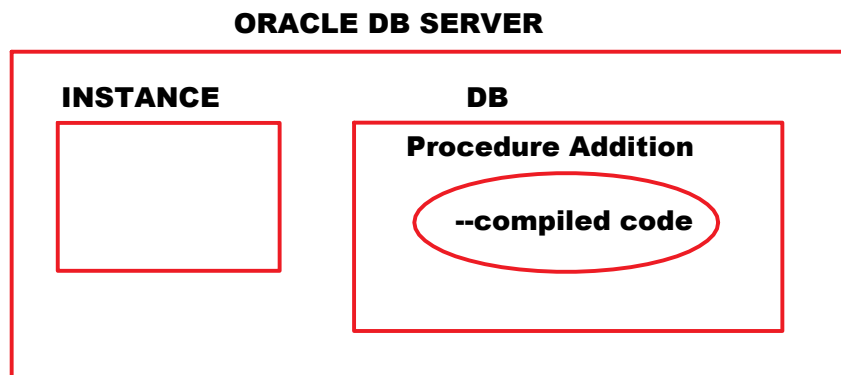 ORACLE DB SERVER
INSTANCE
DB
Procedure Addition
--compiled code